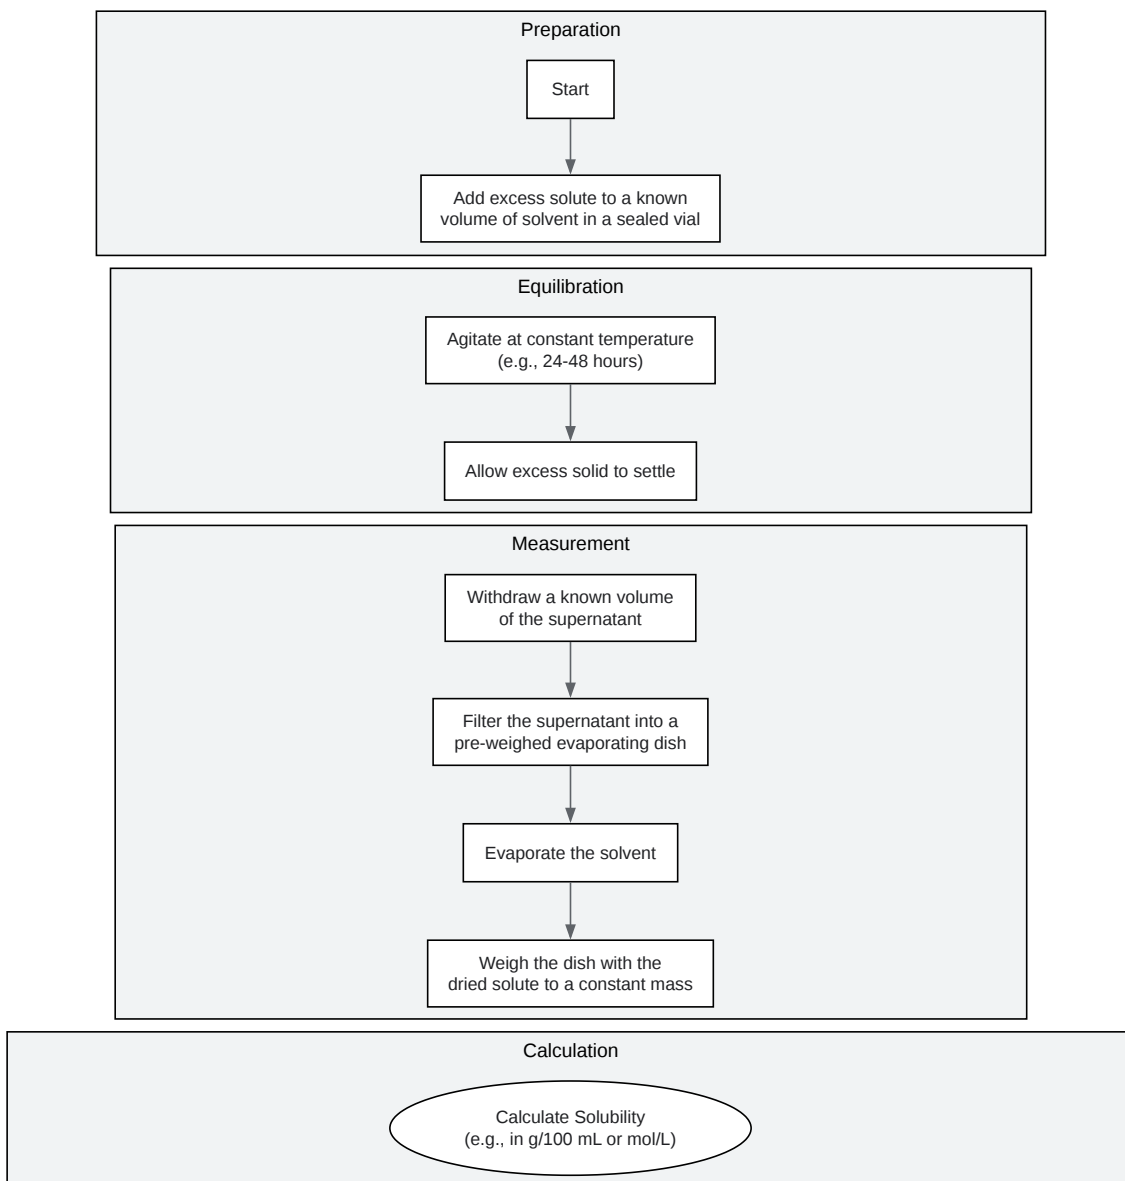 Preparation
Start
Add excess solute to a known
volume of solvent in a sealed vial
Equilibration
Agitate at constant temperature
(e.g., 24-48 hours)
Allow excess solid to settle
Measurement
Withdraw a known volume
of the supernatant
Filter the supernatant into a
pre-weighed evaporating dish
Evaporate the solvent
Weigh the dish with the
dried solute to a constant mass
Calculation
Calculate Solubility
(e.g., in g/100 mL or mol/L)